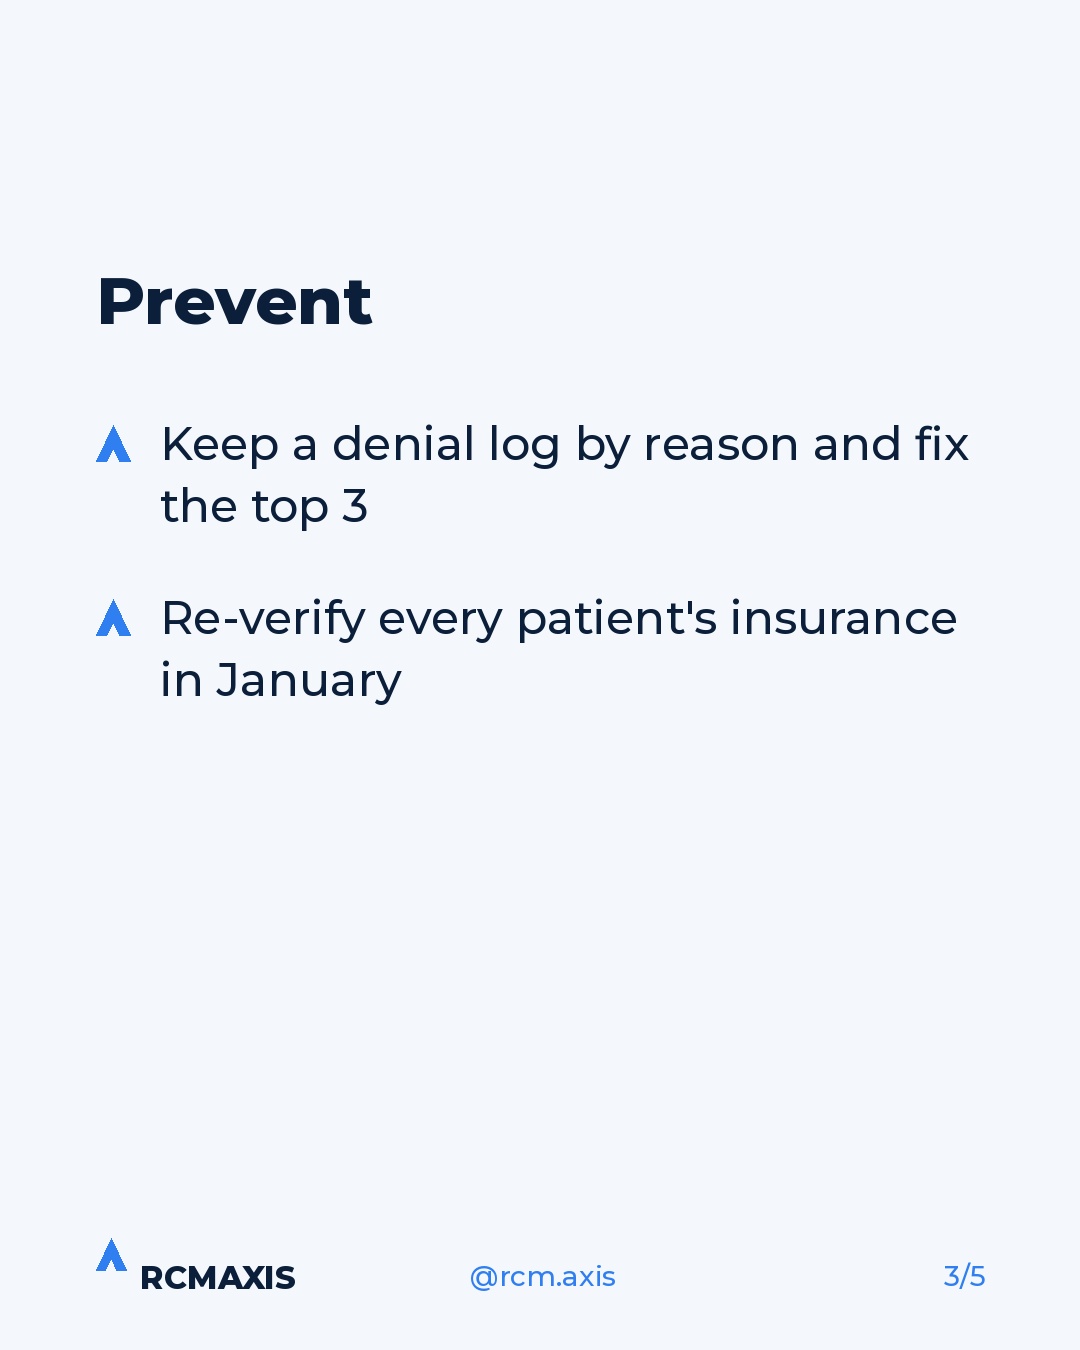 Prevent
Keep a denial log by reason and fix
the top 3
Re-verify every patient's insurance
in January
RCMAXIS @rcm.axis 3/5